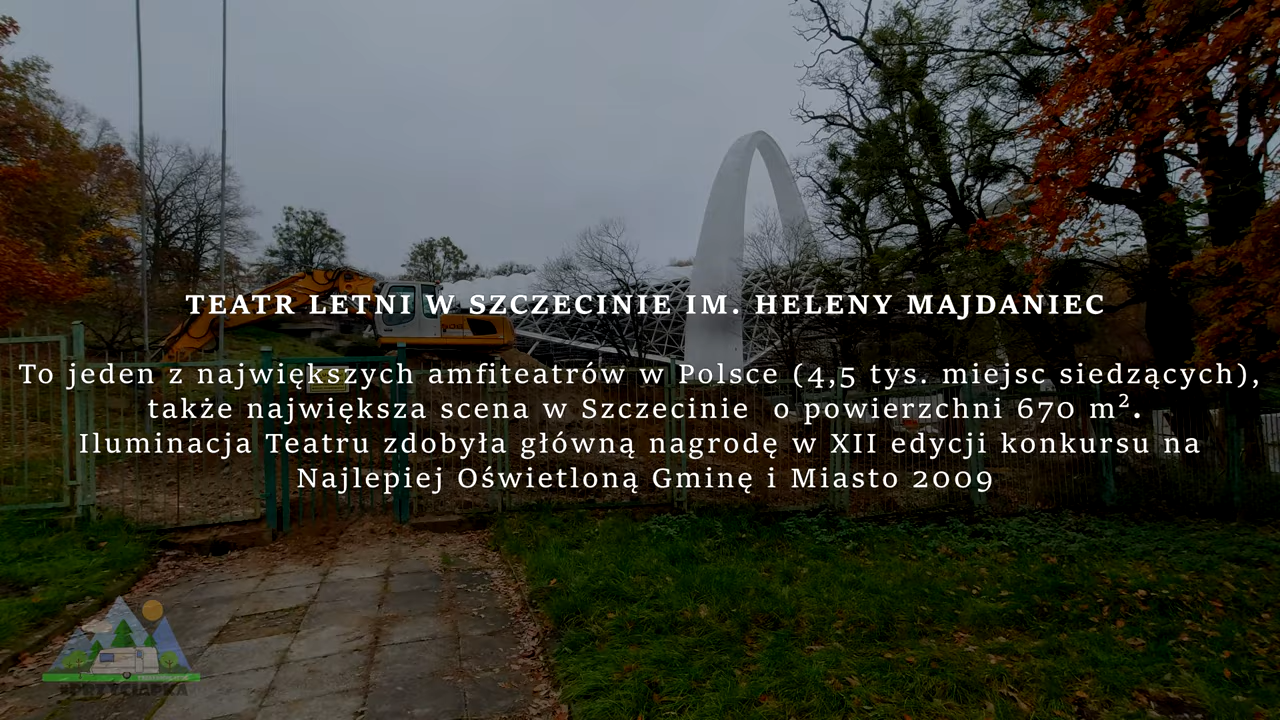 TEATR LETNI W SZCZECINIE IM. HELENY MAJDANIEC
To jeden z największych amfiteatrów w Polsce (4,5 tys. miejsc siedzących),
także największa scena w Szczecinie o powierzchni 670 m².
Iluminacja Teatru zdobyła główną nagrodę w XII edycji konkursu na
Najlepiej Oświetloną Gminę i Miasto 2009
#PRZYCIAPKA